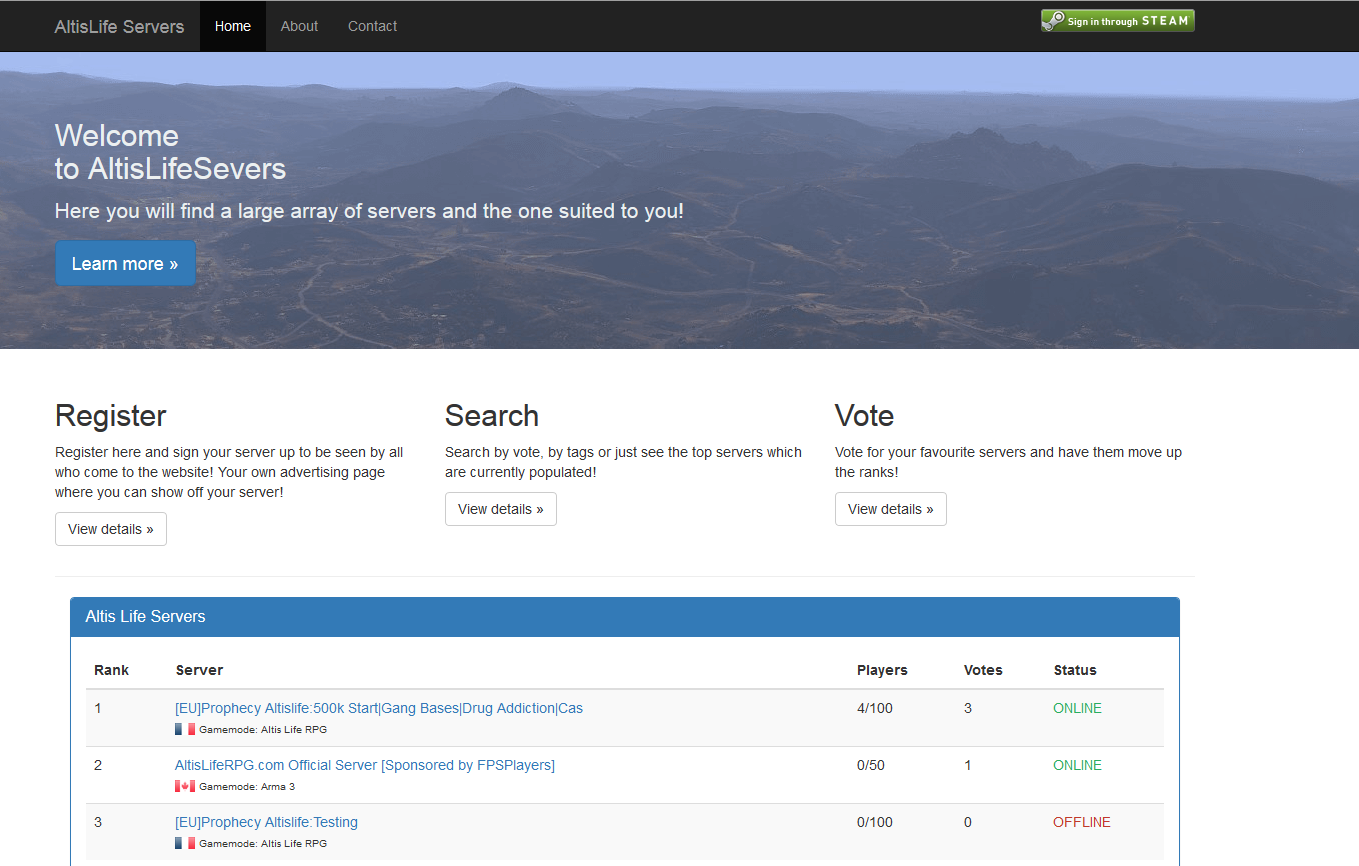 AltisLife Servers Home About Contact Sign in through STEAM
Welcome
to AltisLifeSevers
Here you will find a large array of servers and the one suited to you!
Learn more »
Register
Register here and sign your server up to be seen by all
who come to the website! Your own advertising page
where you can show off your server!
View details »
Search
Search by vote, by tags or just see the top servers which
are currently populated!
View details »
Vote
Vote for your favourite servers and have them move up
the ranks!
View details »
Altis Life Servers
Rank Server Players Votes Status
1 [EU]Prophecy Altislife:500k Start|Gang Bases|Drug Addiction|Cas 4/100 3 ONLINE
Gamemode: Altis Life RPG
2 AltisLifeRPG.com Official Server [Sponsored by FPSPlayers] 0/50 1 ONLINE
Gamemode: Arma 3
3 [EU]Prophecy Altislife:Testing 0/100 0 OFFLINE
Gamemode: Altis Life RPG